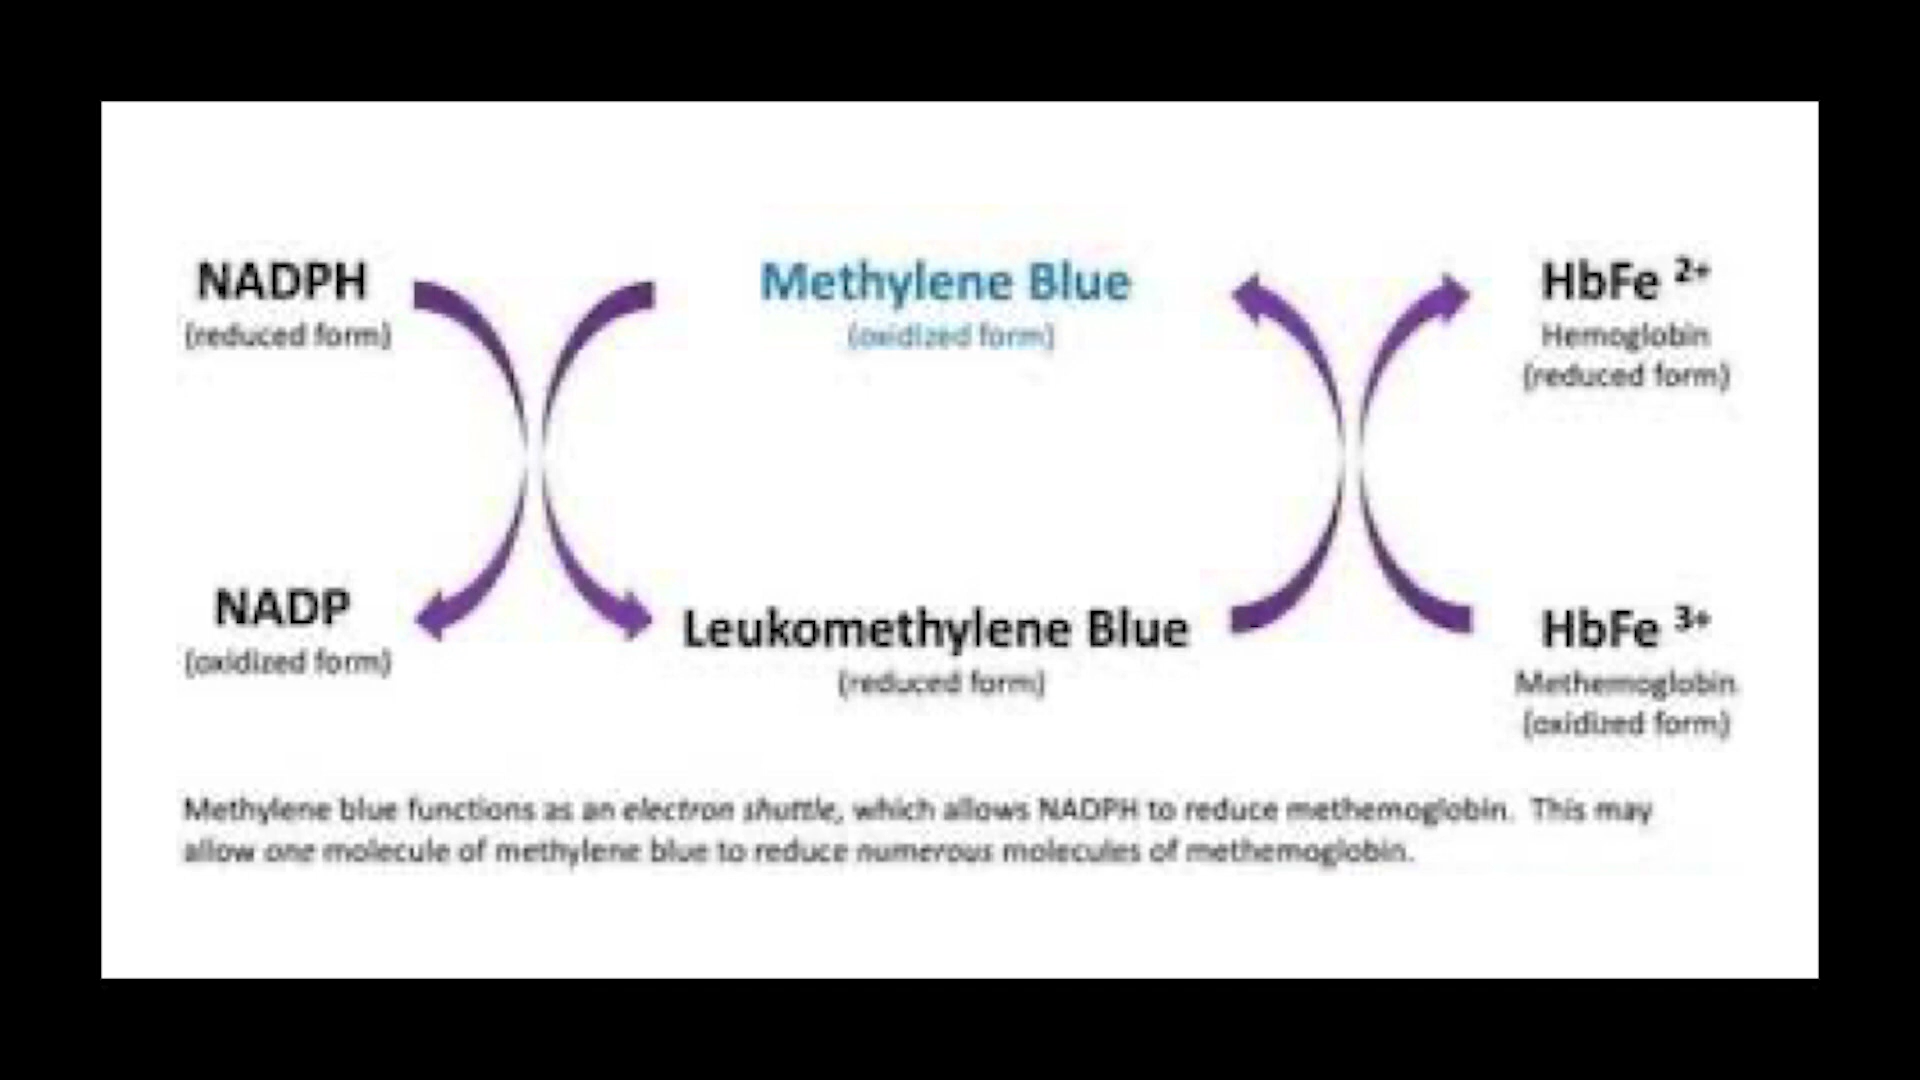 NADPH
(reduced form)
Methylene Blue
(oxidized form)
HbFe 2+
Hemoglobin
(reduced form)
NADP
(oxidized form)
Leukomethylene Blue
(reduced form)
HbFe 3+
Methemoglobin
(oxidized form)
Methylene blue functions as an electron shuttle, which allows NADPH to reduce methemoglobin. This may
allow one molecule of methylene blue to reduce numerous molecules of methemoglobin.